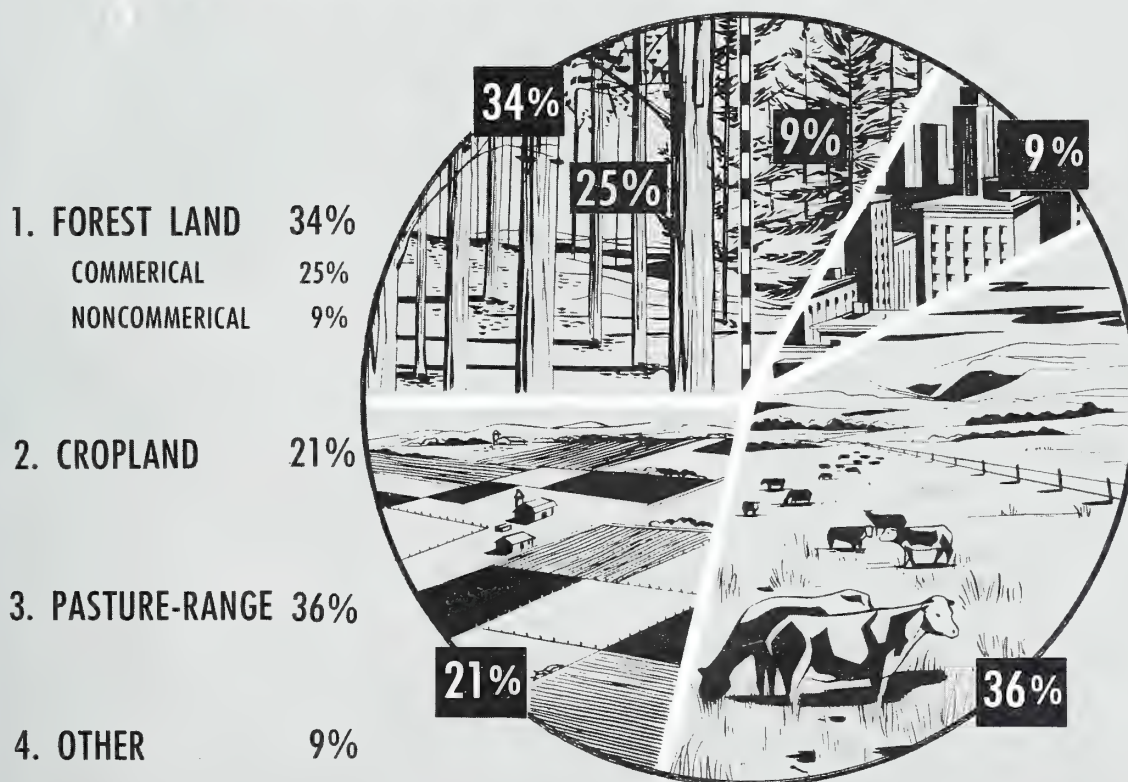 1. FOREST LAND 34%
COMMERICAL 25%
NONCOMMERICAL 9%
2. CROPLAND 21%
3. PASTURE-RANGE 36%
4. OTHER 9%
34%
25%
9%
9%
21%
36%